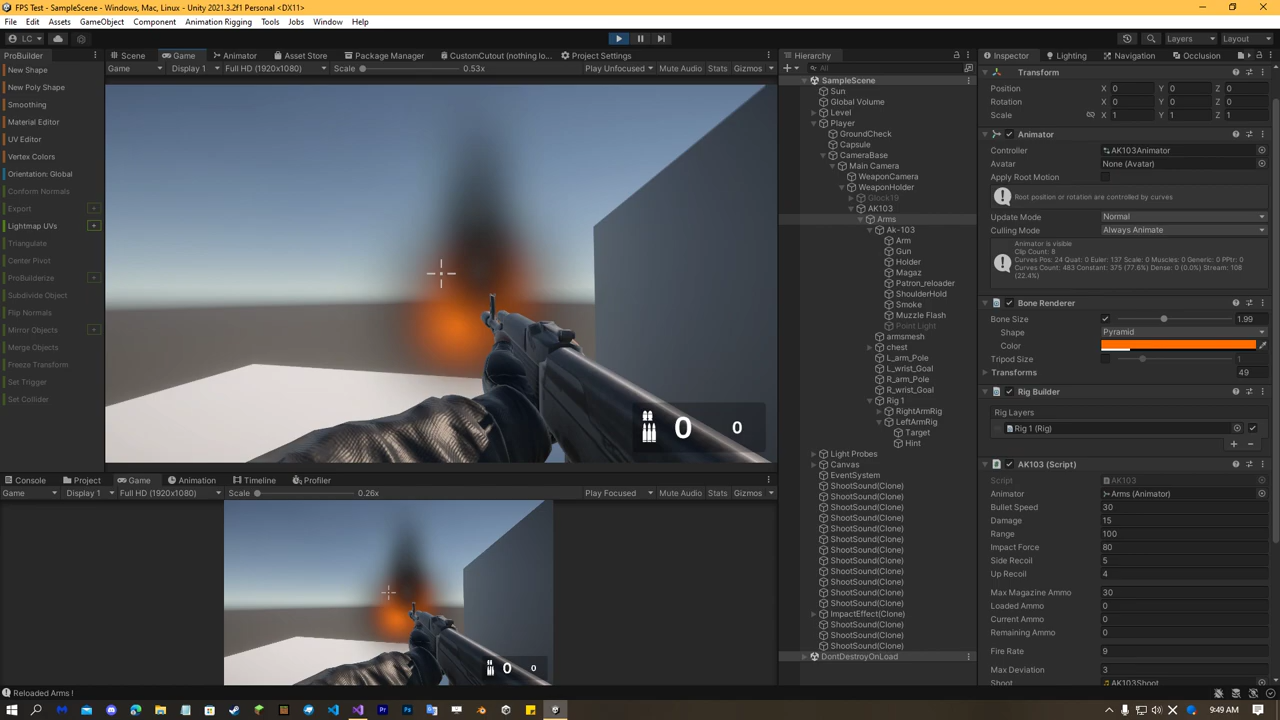 FPS Test - SampleScene - Windows, Mac, Linux - Unity 2021.3.2f1 Personal <DX11>
File Edit Assets GameObject Component Animation Rigging Tools Jobs Window Help
LC
Layers Layout
ProBuilder
New Shape
New Poly Shape
Smoothing
Material Editor
UV Editor
Vertex Colors
Orientation: Global
Conform Normals
Export
Lightmap UVs
Triangulate
Center Pivot
ProBuilderize
Subdivide Object
Flip Normals
Mirror Objects
Merge Objects
Freeze Transform
Set Trigger
Set Collider
Scene Game Animator Asset Store Package Manager CustomCutout (nothing lo... Project Settings
Game Display 1 Full HD (1920x1080) Scale 0.53x Play Unfocused Mute Audio Stats Gizmos
0 0
Console Project Game Animation Timeline Profiler
Game Display 1 Full HD (1920x1080) Scale 0.26x Play Focused Mute Audio Stats Gizmos
0 0
Hierarchy
All
SampleScene
Sun
Global Volume
Level
Player
GroundCheck
Capsule
CameraBase
Main Camera
WeaponCamera
WeaponHolder
Glock19
AK103
Arms
Ak-103
Arm
Gun
Holder
Magaz
Patron_reloader
ShoulderHold
Smoke
Muzzle Flash
Point Light
armsmesh
chest
L_arm_Pole
L_wrist_Goal
R_arm_Pole
R_wrist_Goal
Rig 1
RightArmRig
LeftArmRig
Target
Hint
Light Probes
Canvas
EventSystem
ShootSound(Clone)
ShootSound(Clone)
ShootSound(Clone)
ShootSound(Clone)
ShootSound(Clone)
ShootSound(Clone)
ShootSound(Clone)
ShootSound(Clone)
ShootSound(Clone)
ShootSound(Clone)
ShootSound(Clone)
ShootSound(Clone)
ImpactEffect(Clone)
ShootSound(Clone)
ShootSound(Clone)
ShootSound(Clone)
DontDestroyOnLoad
Inspector Lighting Navigation Occlusion
Transform
Position X 0 Y 0 Z 0
Rotation X 0 Y 0 Z 0
Scale X 1 Y 1 Z 1
Animator
Controller AK103Animator
Avatar None (Avatar)
Apply Root Motion
Root position or rotation are controlled by curves
Update Mode Normal
Culling Mode Always Animate
Animator is visible
Clip Count: 8
Curves Pos: 24 Quat: 0 Euler: 137 Scale: 0 Muscles: 0 Generic: 0 PPtr: 0
Curves Count: 483 Constant: 375 (77.6%) Dense: 0 (0.0%) Stream: 108
(22.4%)
Bone Renderer
Bone Size 1.99
Shape Pyramid
Color
Tripod Size 1
Transforms 49
Rig Builder
Rig Layers
Rig 1 (Rig)
AK103 (Script)
Script AK103
Animator Arms (Animator)
Bullet Speed 30
Damage 15
Range 100
Impact Force 80
Side Recoil 5
Up Recoil 4
Max Magazine Ammo 30
Loaded Ammo 0
Current Ammo 0
Remaining Ammo 0
Fire Rate 9
Max Deviation 3
Shoot AK103Shoot
Reloaded Arms !
9:49 AM